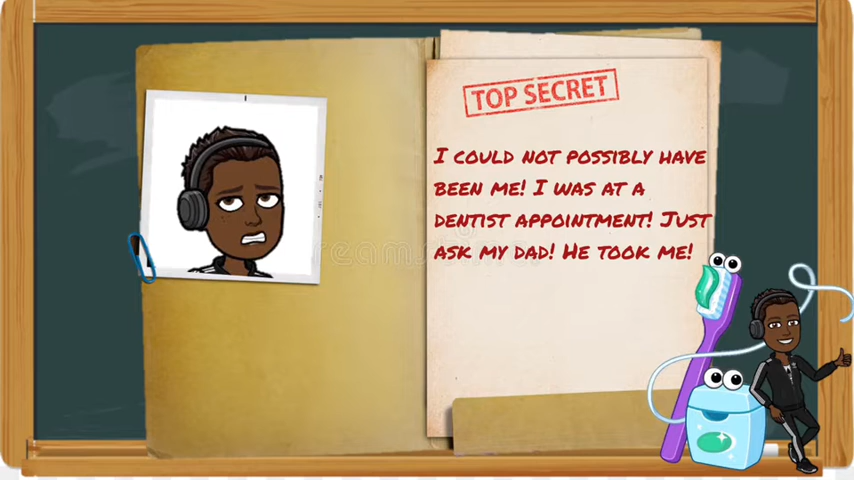 TOP SECRET
I could not possibly have
been me! I was at a
dentist appointment! Just
ask my dad! He took me!